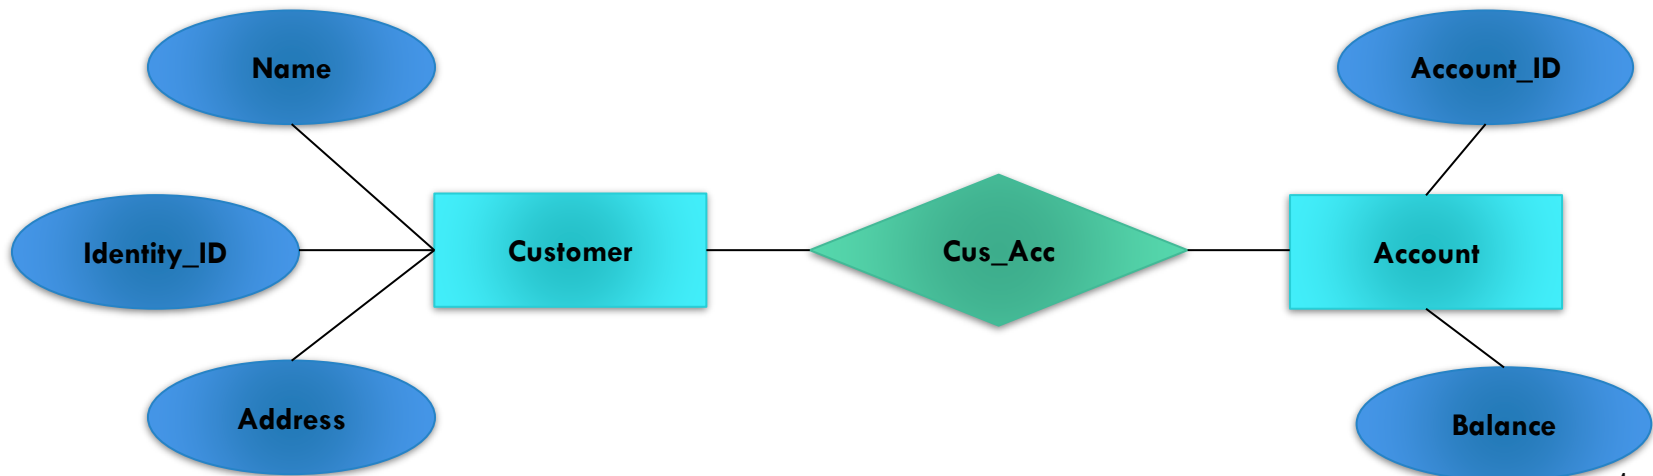 Name
Account_ID
Identity_ID
Customer
Cus_Acc
Account
Address
Balance